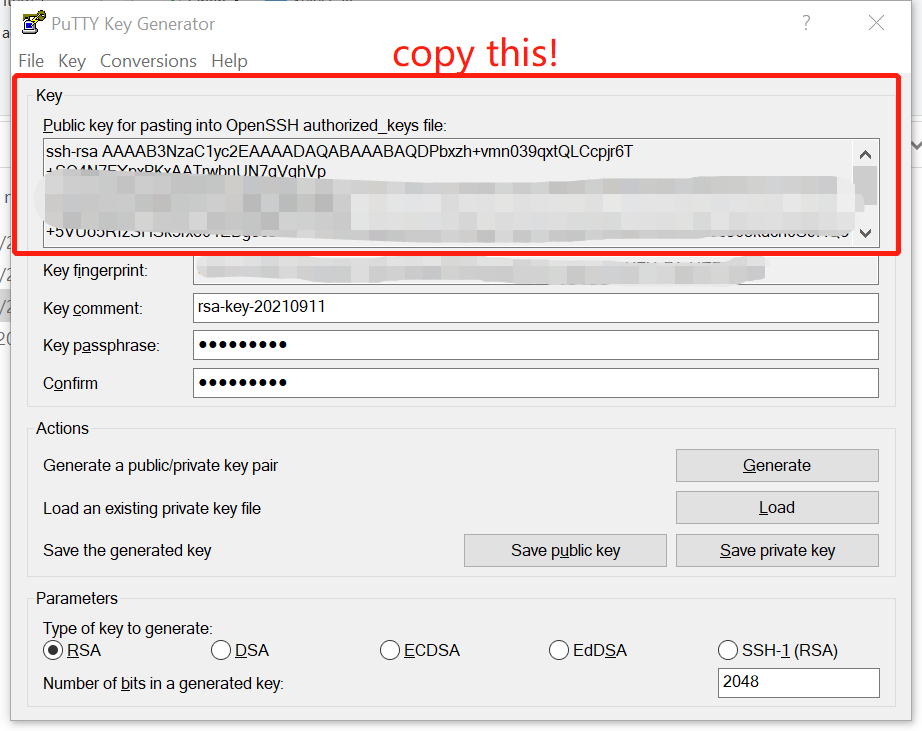 PuTTY Key Generator
?
copy this!
File Key Conversions Help
Key
Public key for pasting into OpenSSH authorized_keys file:
ssh-rsa AAAAB3NzaC1yc2EAAAADAQABAAABAQDPbxzh+vmn039qxtQLCcpjr6T
Key fingerprint:
Key comment: rsa-key-20210911
Key passphrase: ●●●●●●●●●
Confirm ●●●●●●●●●
Actions
Generate a public/private key pair Generate
Load an existing private key file Load
Save the generated key Save public key Save private key
Parameters
Type of key to generate:
RSA DSA ECDSA EdDSA SSH-1 (RSA)
Number of bits in a generated key: 2048